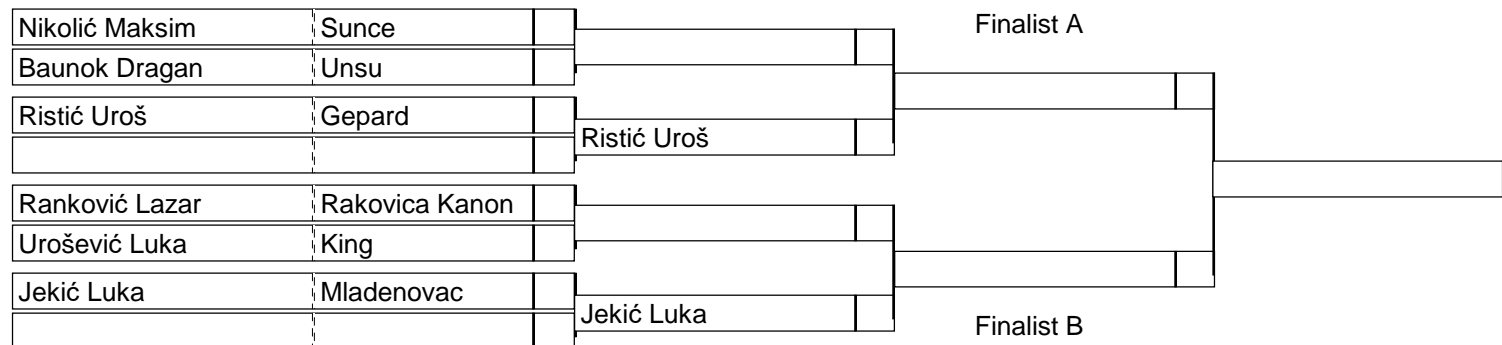 Nikolić Maksim Sunce
Finalist A
Baunok Dragan Unsu
Ristić Uroš Gepard
Ristić Uroš
Ranković Lazar Rakovica Kanon
Urošević Luka King
Jekić Luka Mladenovac
Jekić Luka
Finalist B